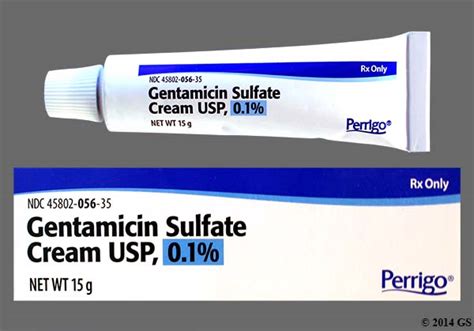 Rx Only
NDC 45802-056-35
Gentamicin Sulfate
Cream USP, 0.1%
NET WT 15 g
Perrigo®
Rx Only
NDC 45802-056-35
Gentamicin Sulfate
Cream USP, 0.1%
NET WT 15 g
Perrigo®
© 2014 GS